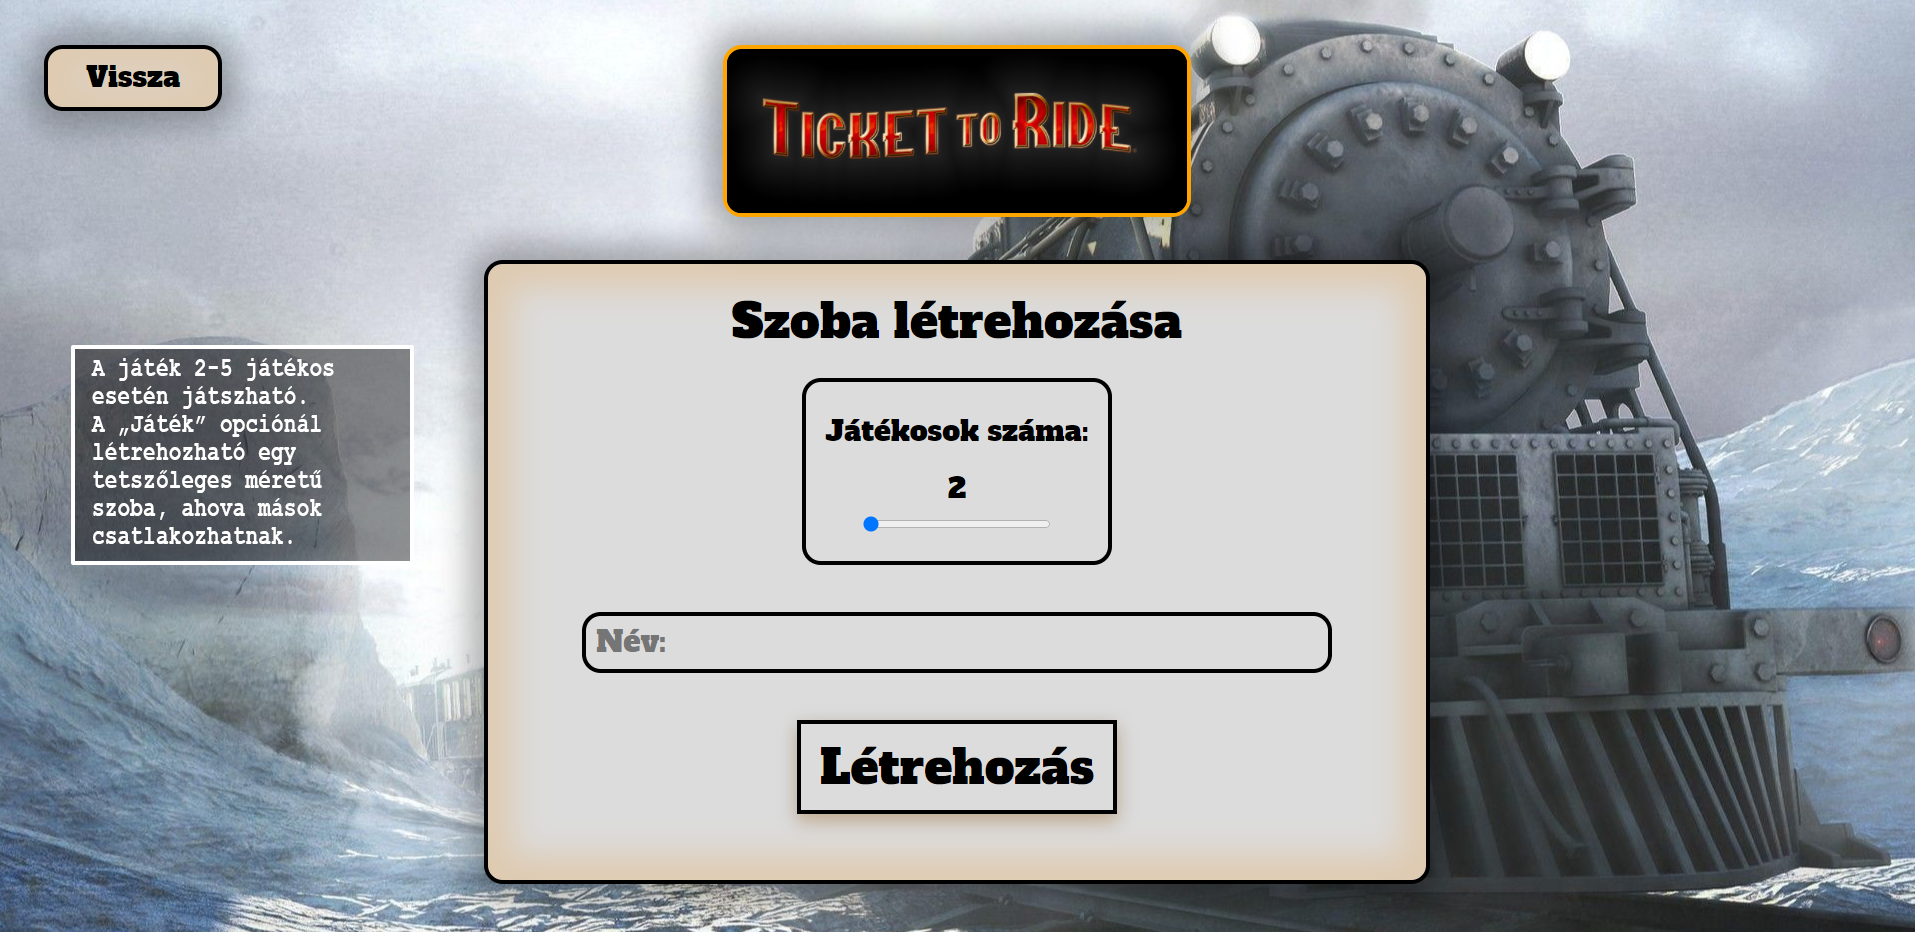 Vissza
TICKET TO RIDE
Szoba létrehozása
Játékosok száma:
2
A játék 2-5 játékos
esetén játszható.
A „Játék” opciónál
létrehozható egy
tetszőleges méretű
szoba, ahova mások
csatlakozhatnak.
Név:
Létrehozás